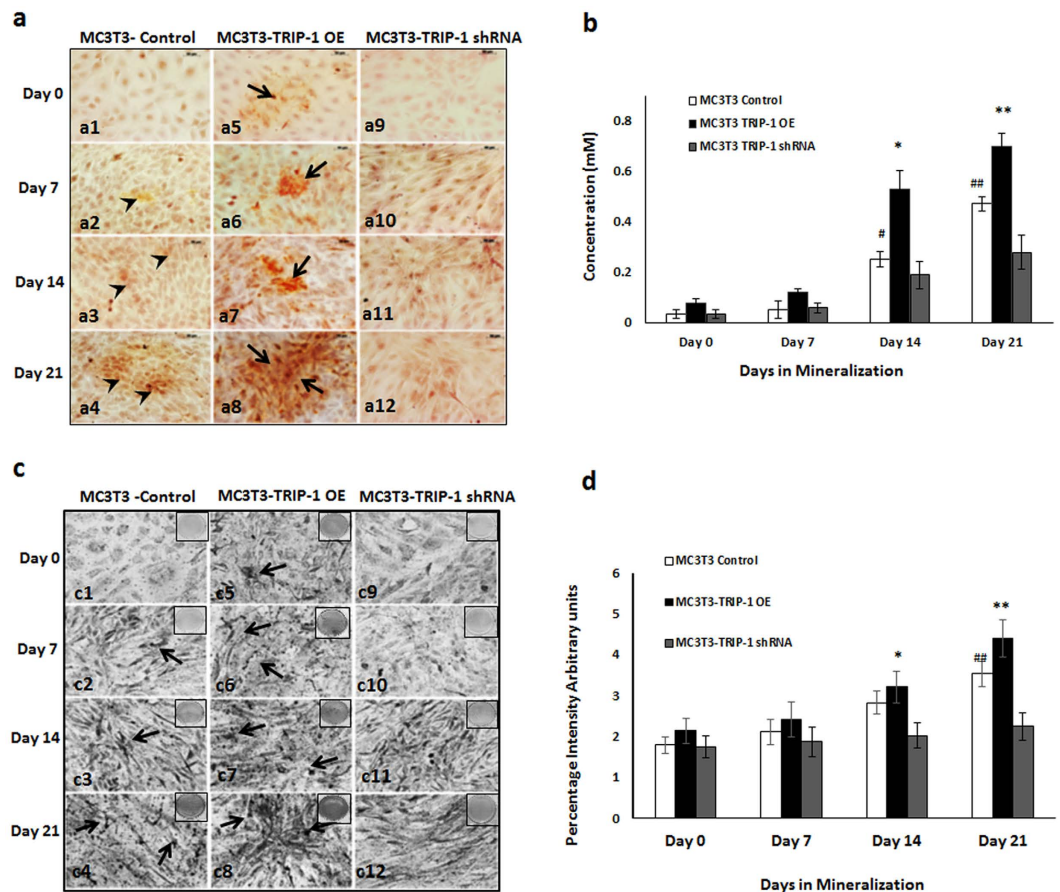 a
MC3T3- Control MC3T3-TRIP-1 OE MC3T3-TRIP-1 shRNA
Day 0
a1 a5 a9
Day 7
a2 a6 a10
Day 14
a3 a7 a11
Day 21
a4 a8 a12
b
MC3T3 Control
MC3T3 TRIP-1 OE
MC3T3 TRIP-1 shRNA
Concentration (mM)
0.8
0.6
0.4
0.2
0
# * ## **
Day 0 Day 7 Day 14 Day 21
Days in Mineralization
c
MC3T3 -Control MC3T3-TRIP-1 OE MC3T3-TRIP-1 shRNA
Day 0
c1 c5 c9
Day 7
c2 c6 c10
Day 14
c3 c7 c11
Day 21
c4 c8 c12
d
MC3T3 Control
MC3T3-TRIP-1 OE
MC3T3-TRIP-1 shRNA
Percentage Intensity Arbitrary units
6
5
4
3
2
1
0
* ## **
Day 0 Day 7 Day 14 Day 21
Days in Mineralization